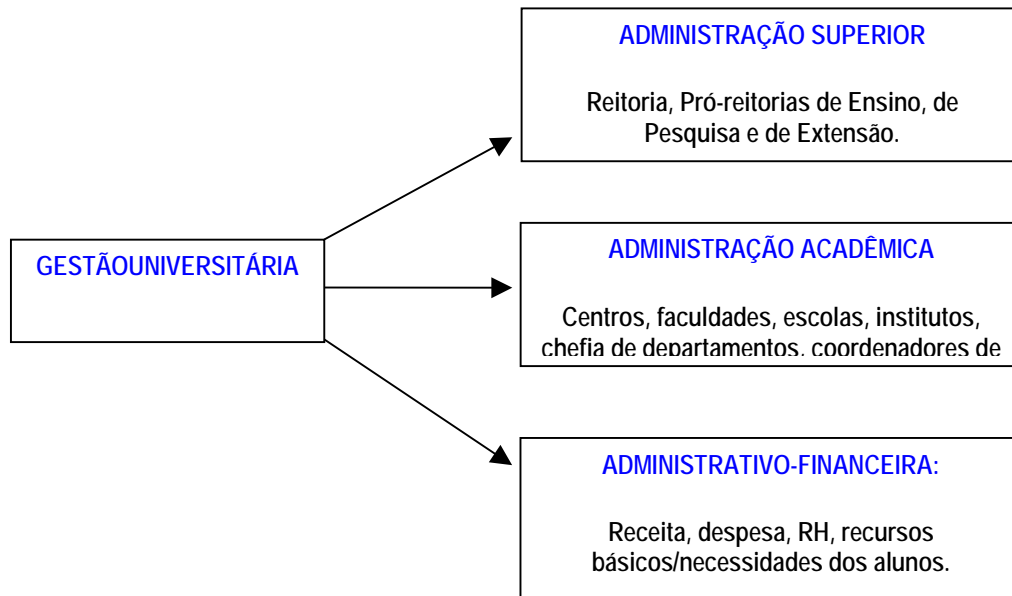 ADMINISTRAÇÃO SUPERIOR
Reitoria, Pró-reitorias de Ensino, de
Pesquisa e de Extensão.
GESTÃOUNIVERSITÁRIA
ADMINISTRAÇÃO ACADÊMICA
Centros, faculdades, escolas, institutos,
chefia de departamentos, coordenadores de
ADMINISTRATIVO-FINANCEIRA:
Receita, despesa, RH, recursos
básicos/necessidades dos alunos.